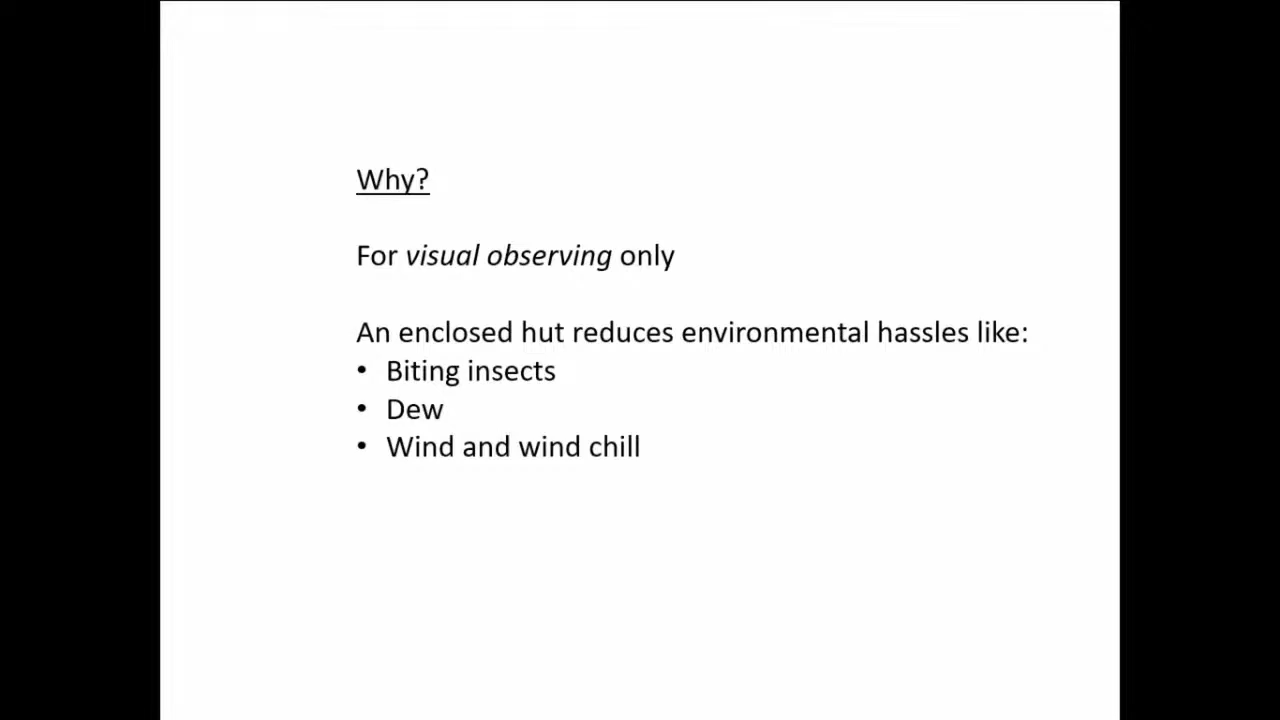 Why?
For visual observing only
An enclosed hut reduces environmental hassles like:
• Biting insects
• Dew
• Wind and wind chill